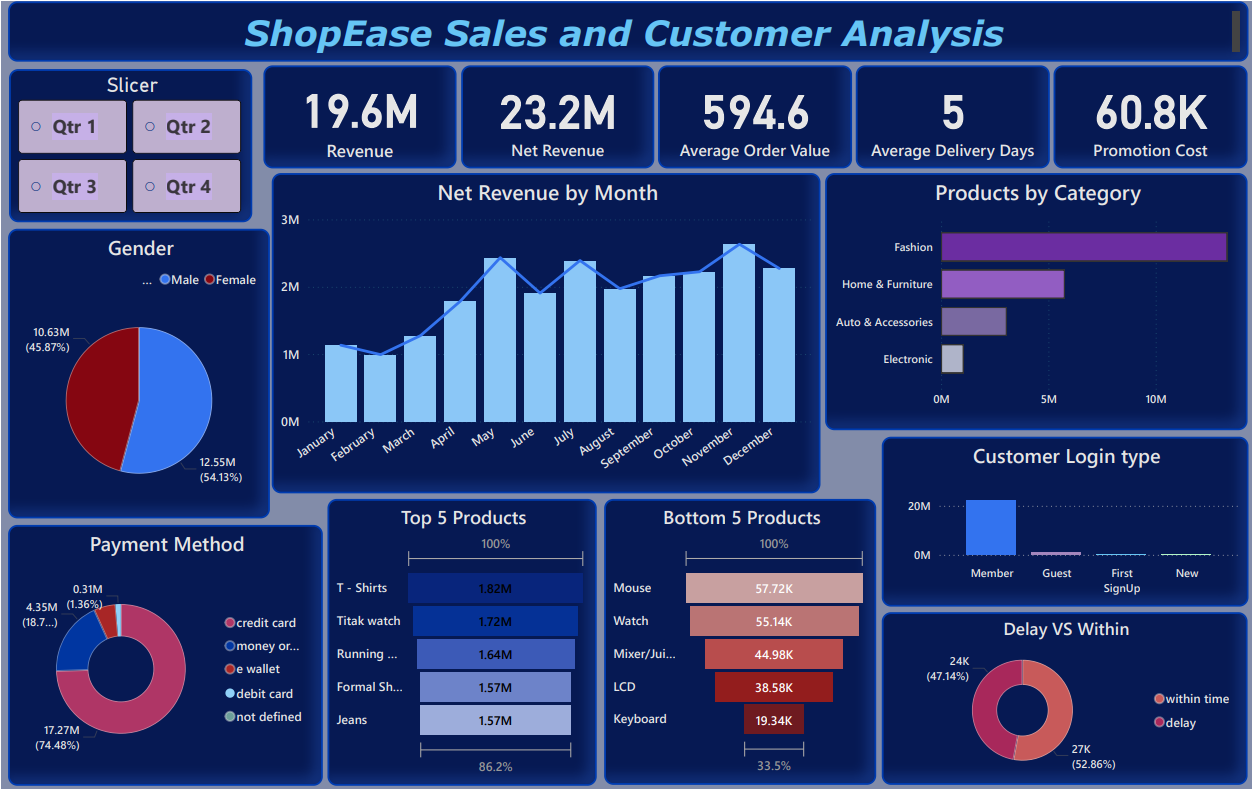 ShopEase Sales and Customer Analysis
Slicer
Qtr 1
Qtr 2
Qtr 3
Qtr 4
19.6M
Revenue
23.2M
Net Revenue
594.6
Average Order Value
5
Average Delivery Days
60.8K
Promotion Cost
Gender
... Male Female
10.63M
(45.87%)
12.55M
(54.13%)
Net Revenue by Month
3M
2M
1M
0M
January
February
March
April
May
June
July
August
September
October
November
December
Products by Category
Fashion
Home & Furniture
Auto & Accessories
Electronic
0M
5M
10M
Customer Login type
20M
0M
Member
Guest
First
SignUp
New
Payment Method
0.31M
(1.36%)
4.35M
(18.7...)
17.27M
(74.48%)
credit card
money or...
e wallet
debit card
not defined
Top 5 Products
100%
T - Shirts 1.82M
Titak watch 1.72M
Running ... 1.64M
Formal Sh... 1.57M
Jeans 1.57M
86.2%
Bottom 5 Products
100%
Mouse 57.72K
Watch 55.14K
Mixer/Jui... 44.98K
LCD 38.58K
Keyboard 19.34K
33.5%
Delay VS Within
24K
(47.14%)
27K
(52.86%)
within time
delay